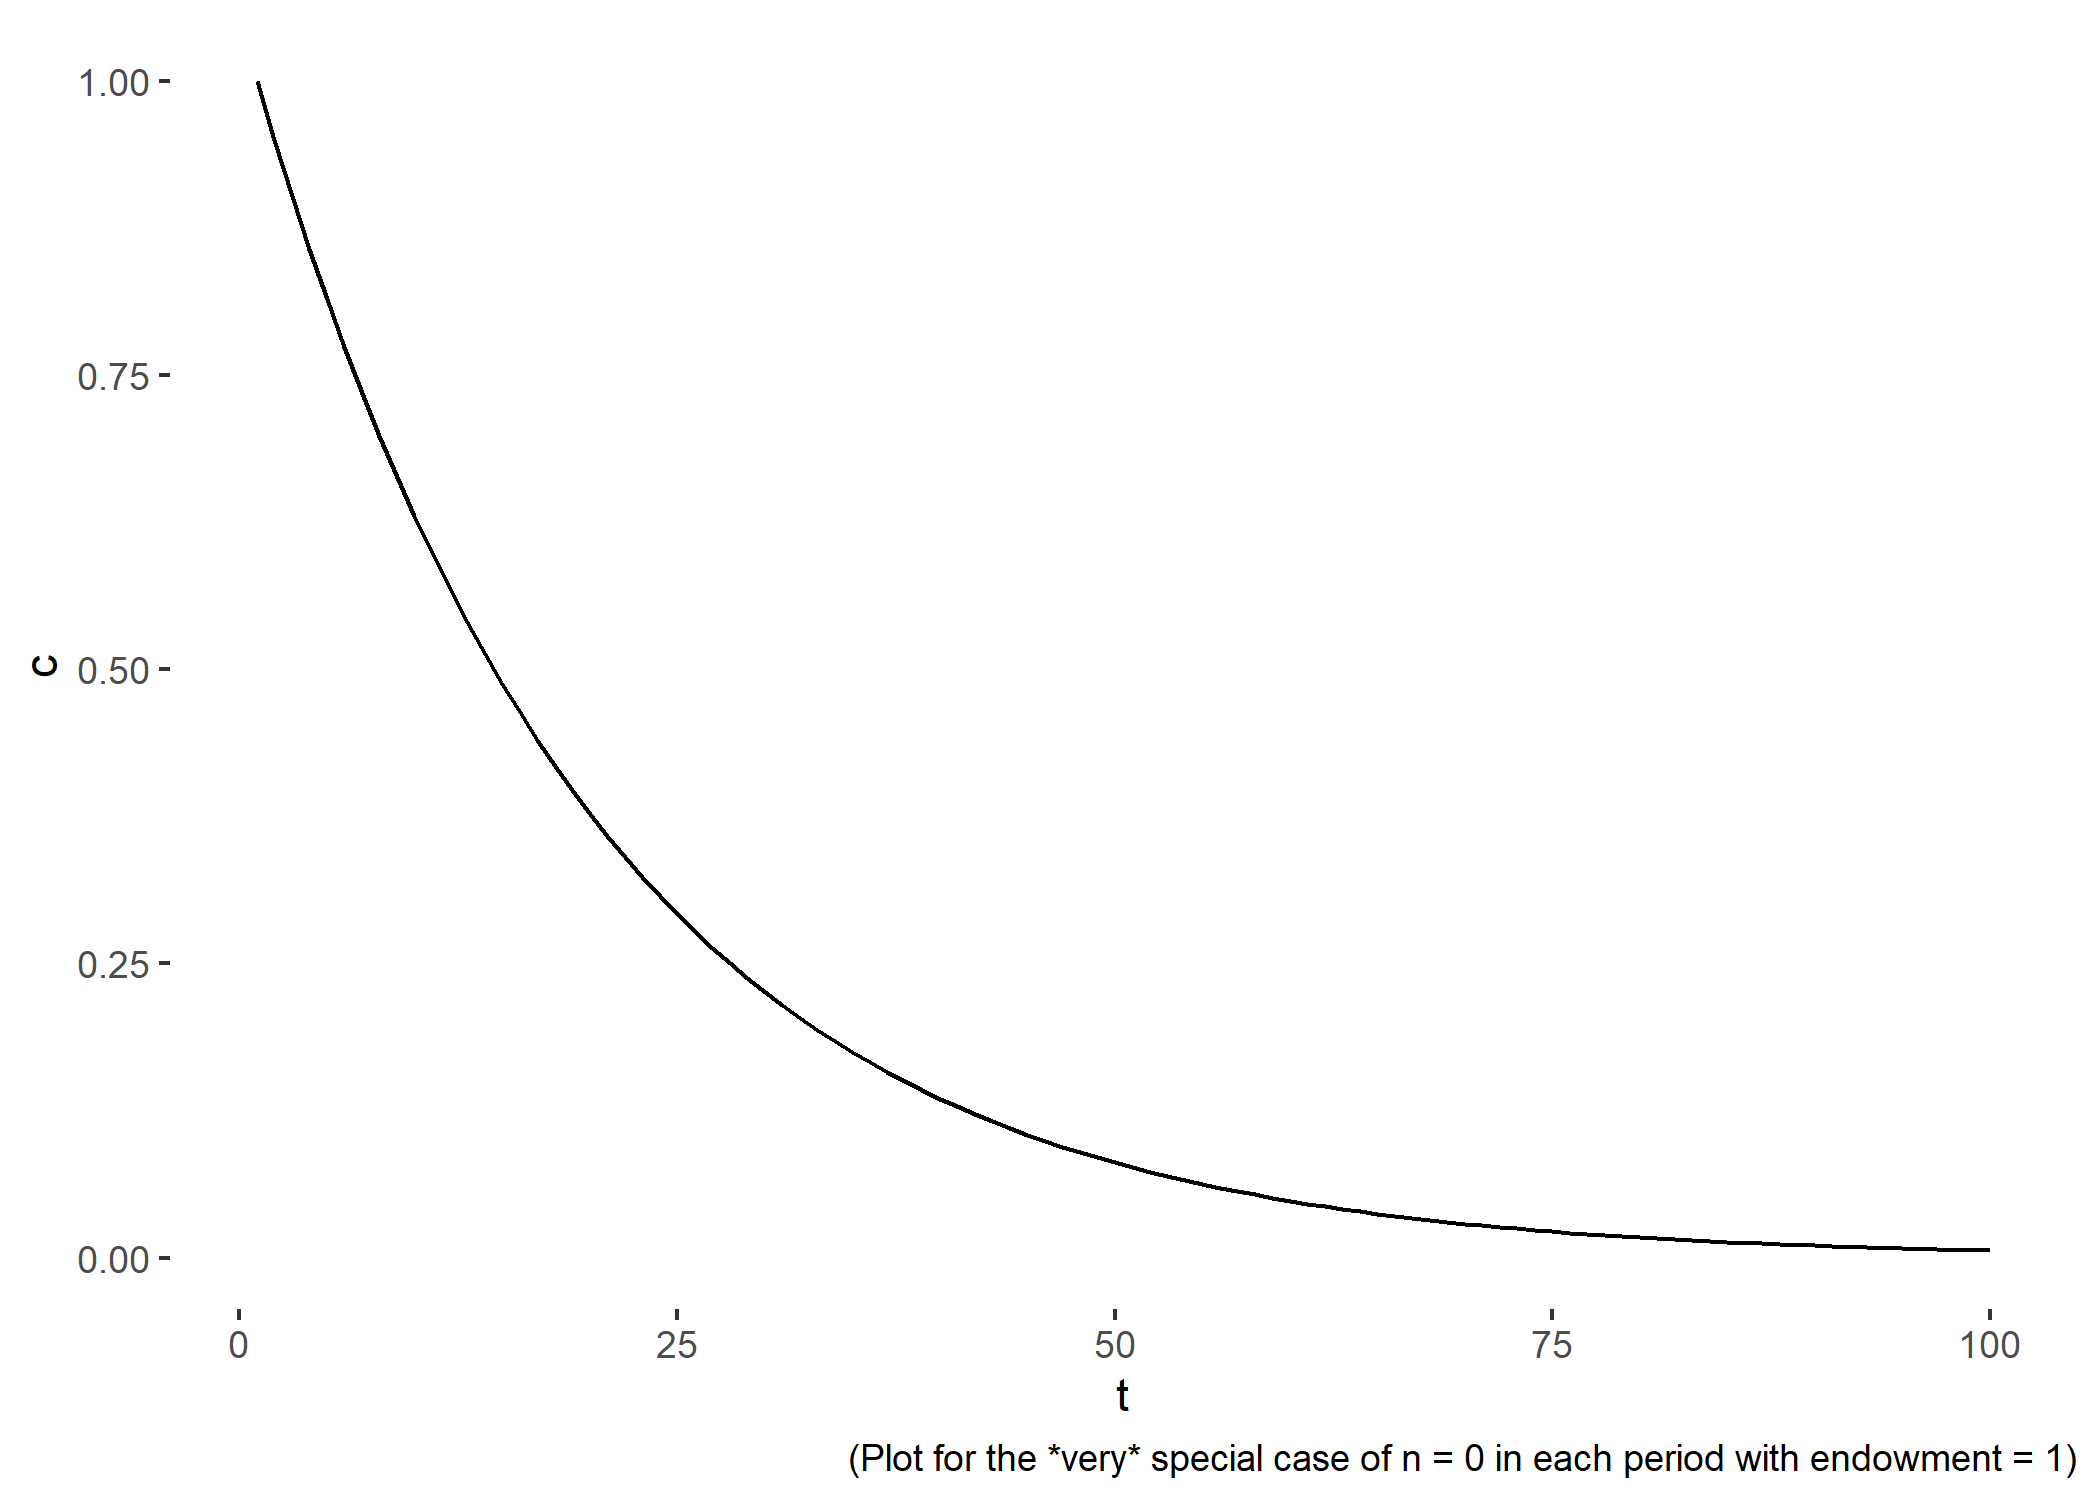 1.00
0.75
0.50
0.25
0.00
c
0 25 50 75 100
t
(Plot for the *very* special case of n = 0 in each period with endowment = 1)